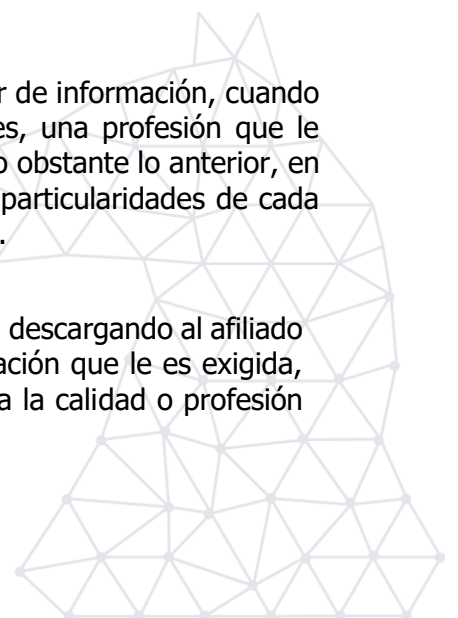 r de información, cuando
es, una profesión que le
o obstante lo anterior, en
particularidades de cada
.
descargando al afiliado
ación que le es exigida,
a la calidad o profesión